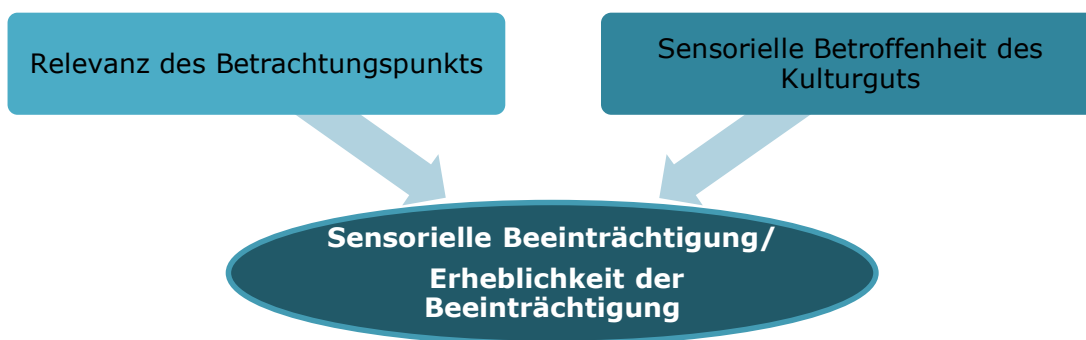 Relevanz des Betrachtungspunkts
Sensorielle Betroffenheit des
Kulturguts
Sensorielle Beeinträchtigung/
Erheblichkeit der
Beeinträchtigung